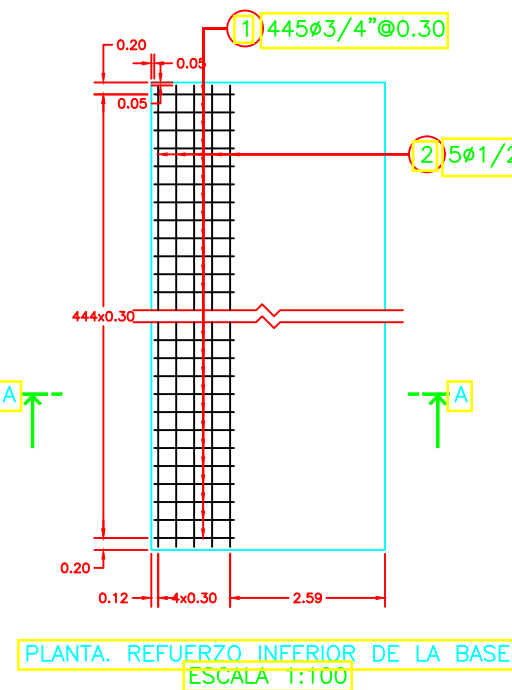 1 445ø3/4"@0.30
0.20
0.05
0.05
2 5ø1/2
444x0.30
A A
0.20
0.12 4x0.30 2.59
PLANTA. REFUERZO INFERIOR DE LA BASE
ESCALA 1:100